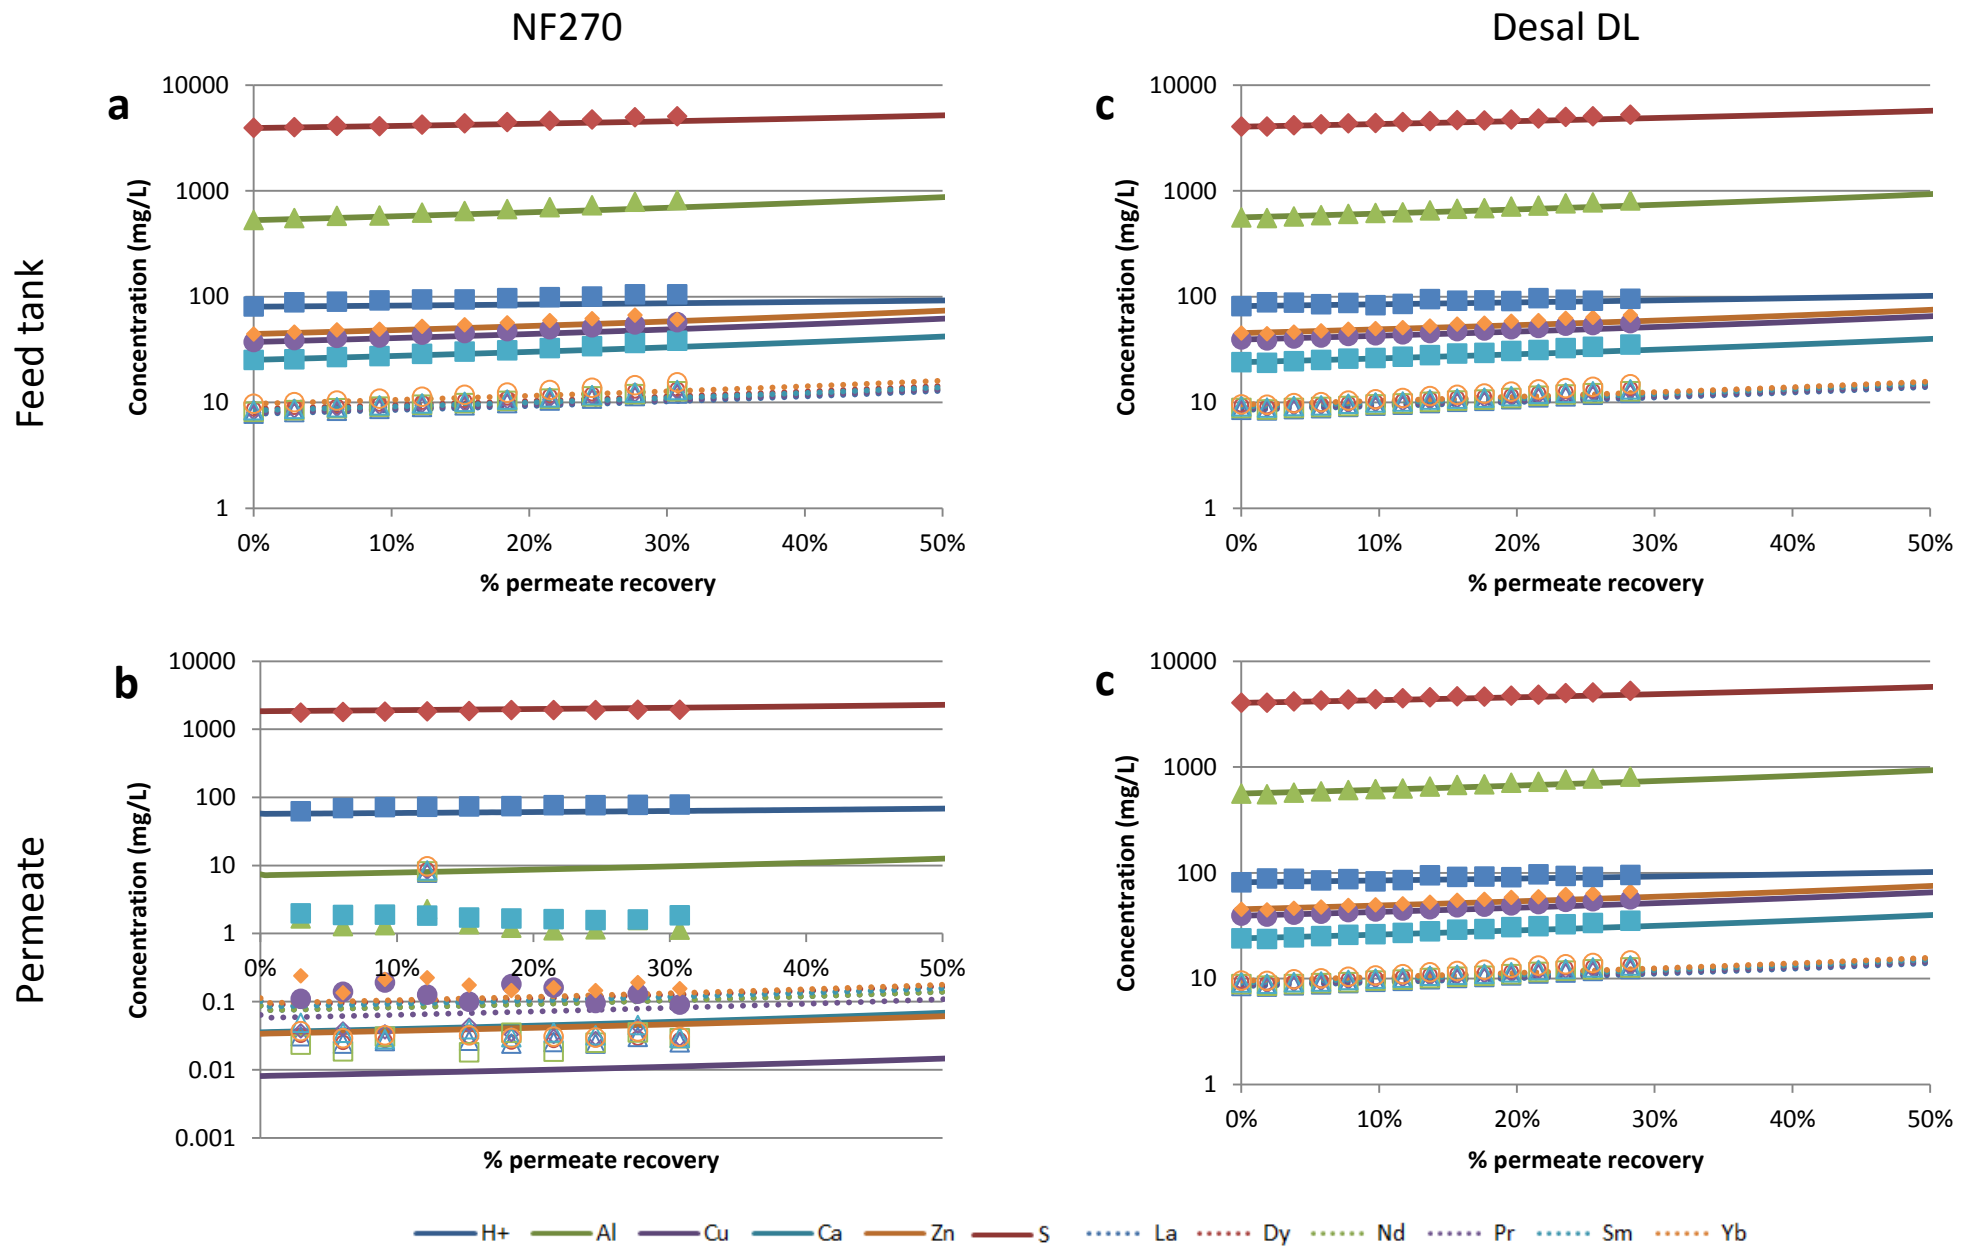 NF270
Desal DL
Feed tank
a
Concentration (mg/L)
10000
1000
100
10
1
0% 10% 20% 30% 40% 50%
% permeate recovery
c
Concentration (mg/L)
10000
1000
100
10
1
0% 10% 20% 30% 40% 50%
% permeate recovery
Permeate
b
Concentration (mg/L)
10000
1000
100
10
1
0.1
0.01
0.001
0% 10% 20% 30% 40% 50%
% permeate recovery
c
Concentration (mg/L)
10000
1000
100
10
1
0% 10% 20% 30% 40% 50%
% permeate recovery
H+ Al Cu Ca Zn S La Dy Nd Pr Sm Yb